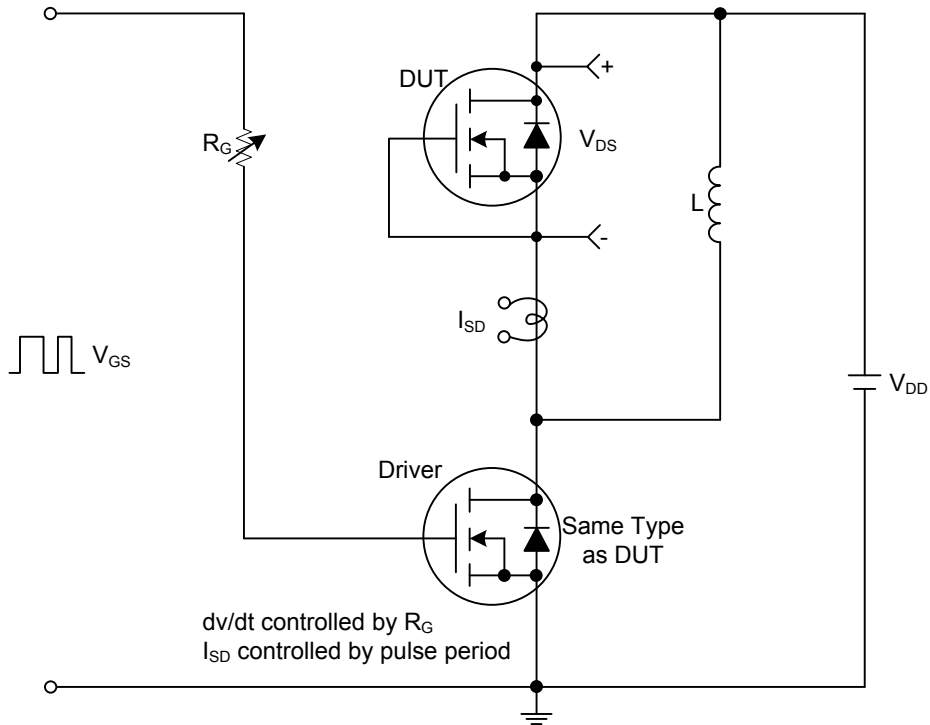 DUT
+
R_G
V_DS
L
-
I_SD
V_GS
V_DD
Driver
Same Type
as DUT
dv/dt controlled by R_G
I_SD controlled by pulse period